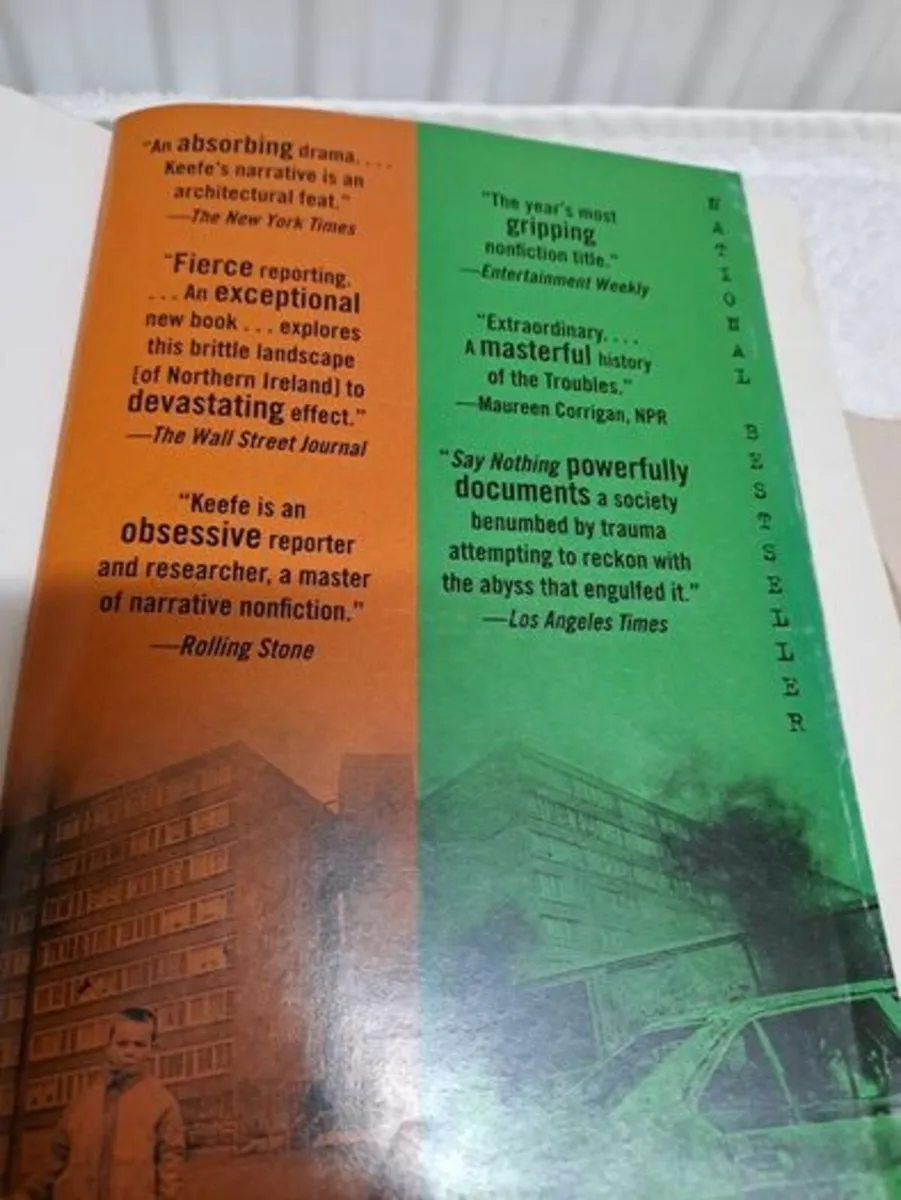 "An absorbing drama. . . .
Keefe's narrative is an
architectural feat."
—The New York Times
"Fierce reporting.
. . . An exceptional
new book . . . explores
this brittle landscape
[of Northern Ireland] to
devastating effect."
—The Wall Street Journal
"Keefe is an
obsessive reporter
and researcher, a master
of narrative nonfiction."
—Rolling Stone
"The year's most
gripping
nonfiction title."
—Entertainment Weekly
"Extraordinary. . . .
A masterful history
of the Troubles."
—Maureen Corrigan, NPR
"Say Nothing powerfully
documents a society
benumbed by trauma
attempting to reckon with
the abyss that engulfed it."
—Los Angeles Times
NATIONAL BESTSELLER